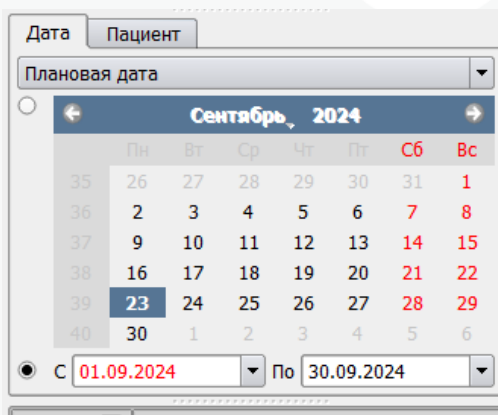 Дата Пациент
Плановая дата
Сентябрь 2024
Пн Вт Ср Чт Пт Сб Вс
35 26 27 28 29 30 31 1
36 2 3 4 5 6 7 8
37 9 10 11 12 13 14 15
38 16 17 18 19 20 21 22
39 23 24 25 26 27 28 29
40 30 1 2 3 4 5 6
С 01.09.2024 По 30.09.2024